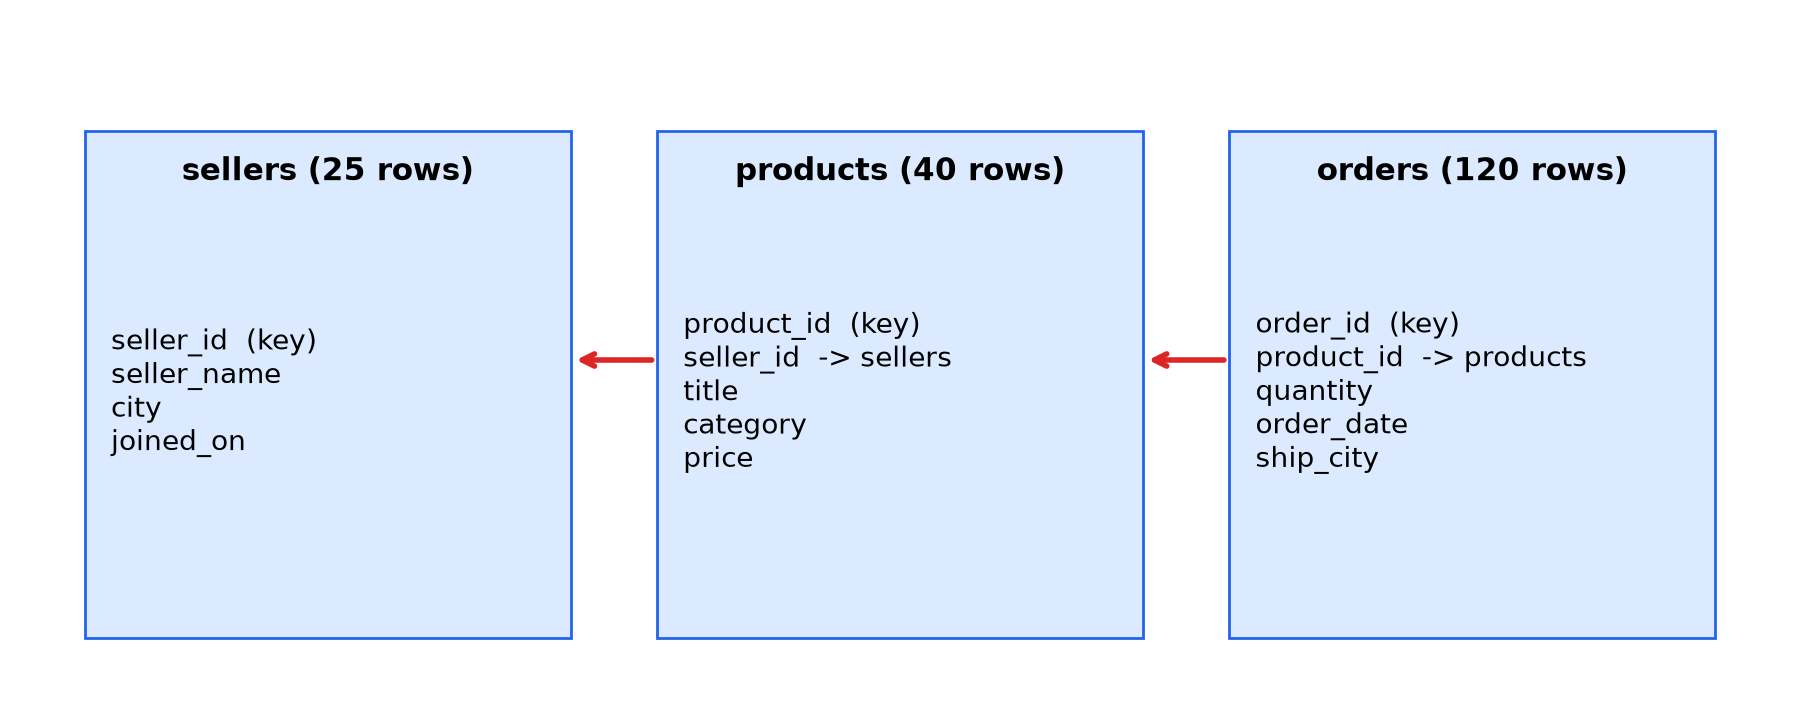 sellers (25 rows)
seller_id  (key)
seller_name
city
joined_on
products (40 rows)
product_id  (key)
seller_id  -> sellers
title
category
price
orders (120 rows)
order_id  (key)
product_id  -> products
quantity
order_date
ship_city